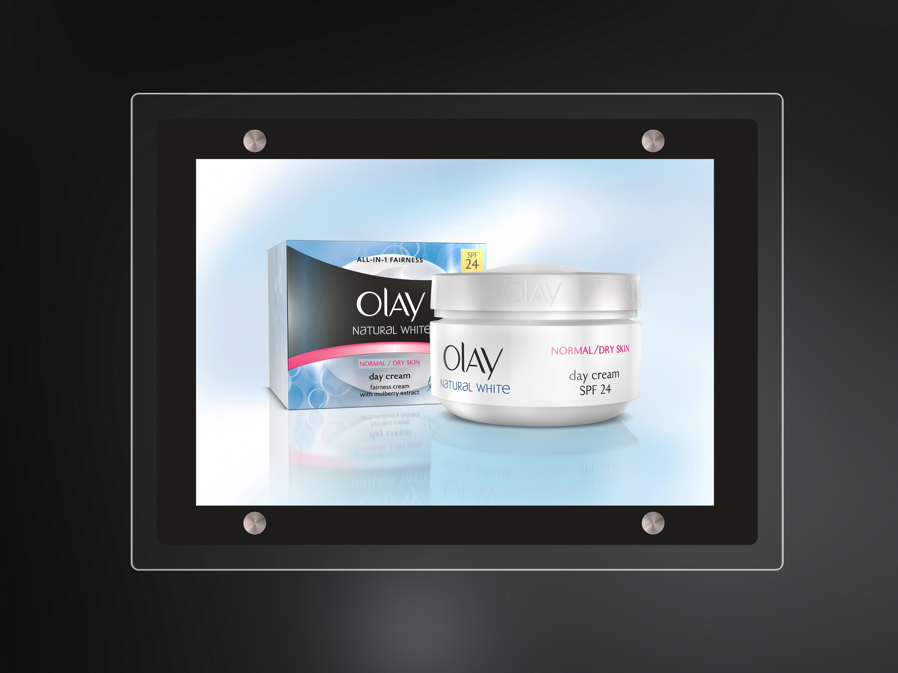 ALL-IN-1 FAIRNESS
SPF
24
OLAY
NATURAL WHITE
NORMAL / DRY SKIN
day cream
fairness cream
with mulberry extract
OLAY
OLAY
NATURAL WHITE
NORMAL/DRY SKIN
day cream
SPF 24